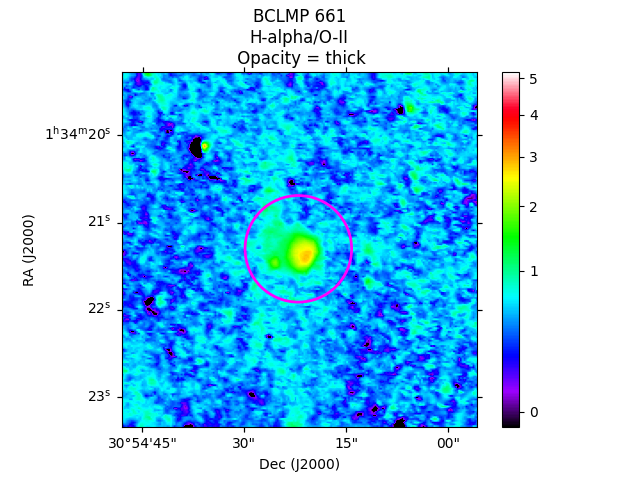 BCLMP 661
H-alpha/O-II
Opacity = thick
1ʰ34ᵐ20ˢ
21ˢ
22ˢ
23ˢ
RA (J2000)
30°54'45"
30"
15"
00"
Dec (J2000)
5
4
3
2
1
0